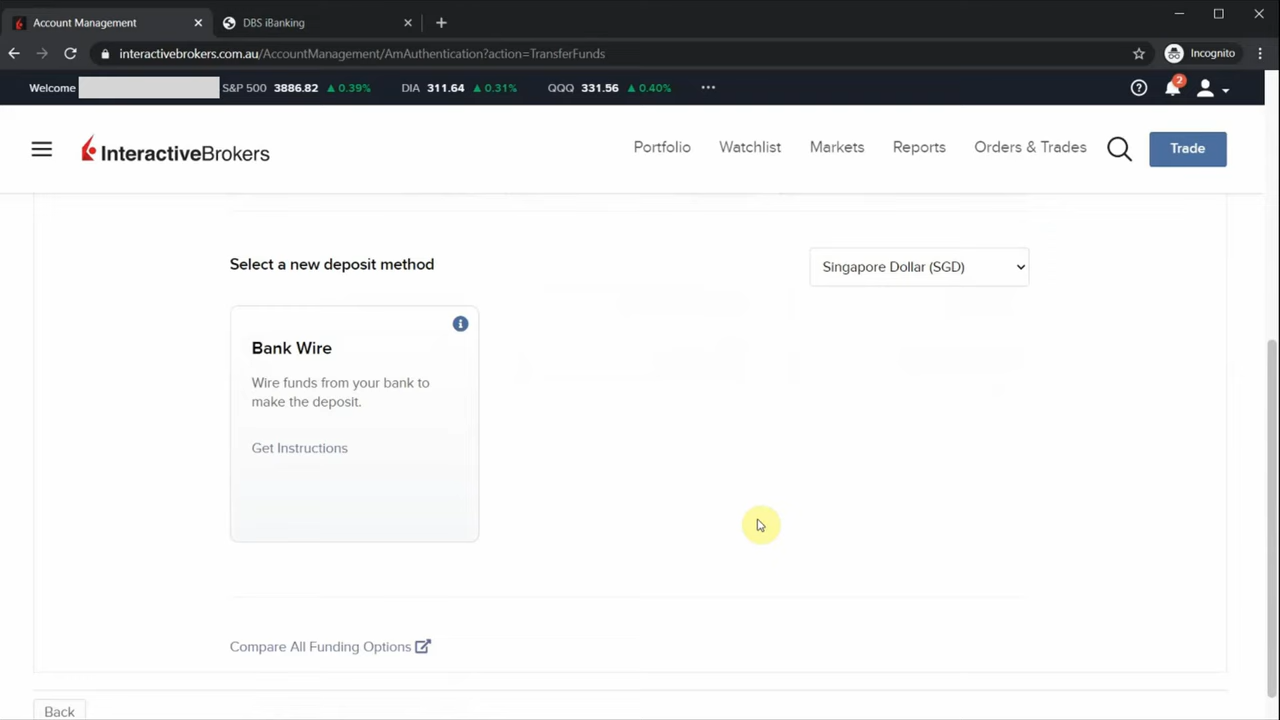 Account Management
DBS iBanking
interactivebrokers.com.au/AccountManagement/AmAuthentication?action=TransferFunds
Incognito
Welcome S&P 500 3886.82 ▲ 0.39% DIA 311.64 ▲ 0.31% QQQ 331.56 ▲ 0.40% ••• 2
InteractiveBrokers Portfolio Watchlist Markets Reports Orders & Trades Trade
Select a new deposit method
Singapore Dollar (SGD)
Bank Wire
Wire funds from your bank to
make the deposit.
Get Instructions
Compare All Funding Options
Back